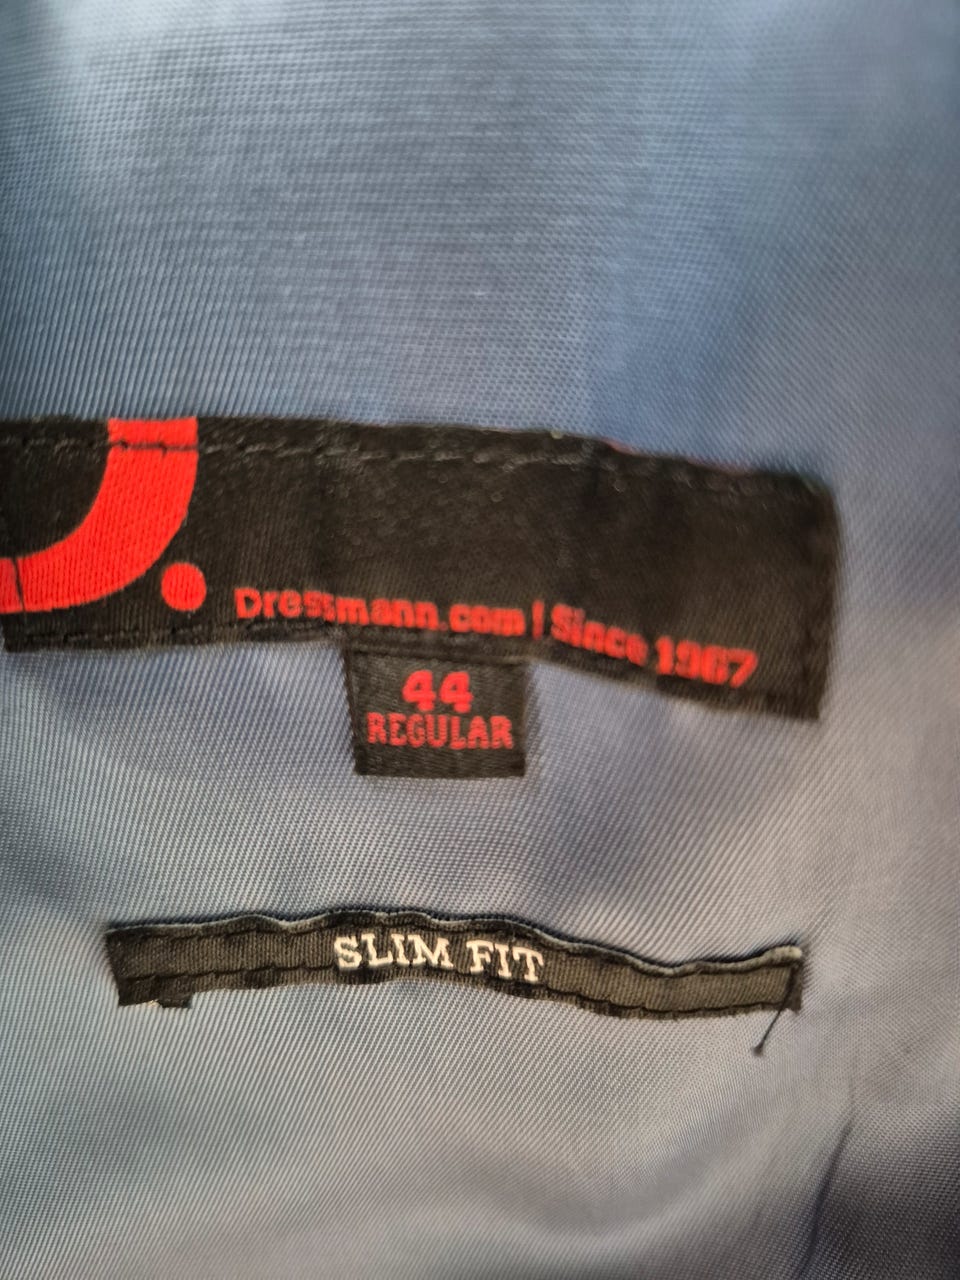 Dressmann.com | Since 1967
44
REGULAR
SLIM FIT